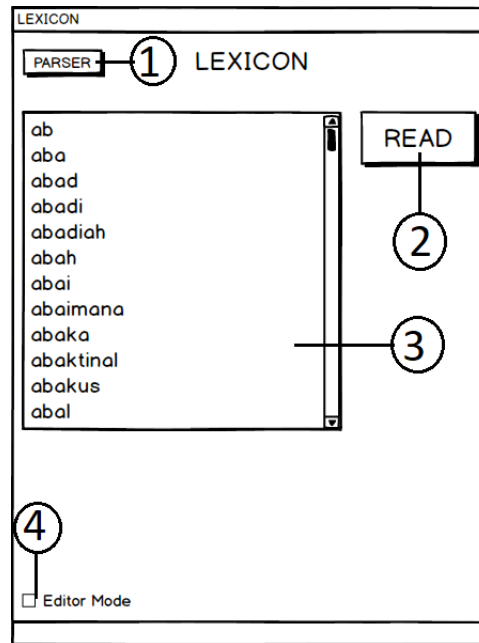 LEXICON
PARSER 1 LEXICON
ab
aba
abad
abadi
abadiah
abah
abai
abaimana
abaka
abaktinal
abakus
abal
READ
2
3
4
Editor Mode